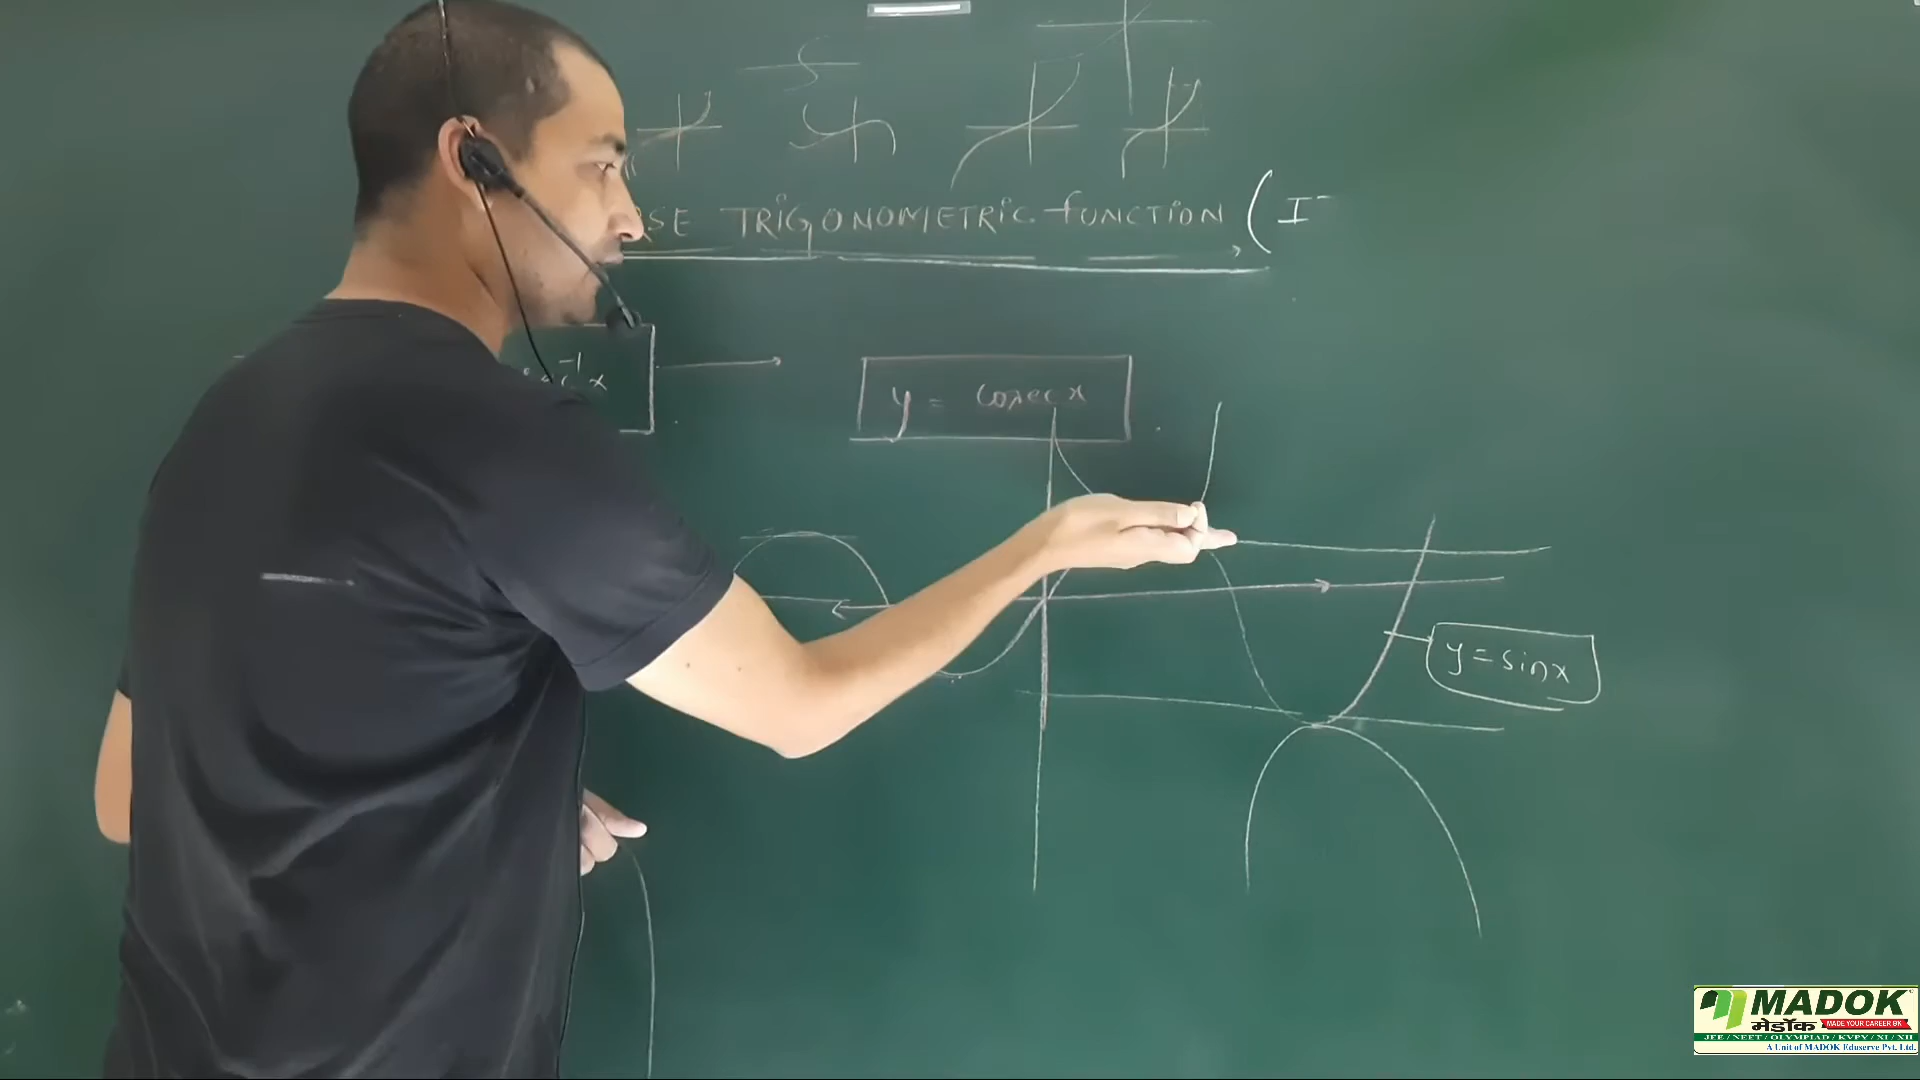 RSE TRIGONOMETRIC FUNCTION (I
y = cosec x
y = sinx
MADOK
मेडॉक MADE YOUR CAREER OK
JEE / NEET / OLYMPIAD / KVPY / XI / XII
A Unit of MADOK Eduserve Pvt. Ltd.